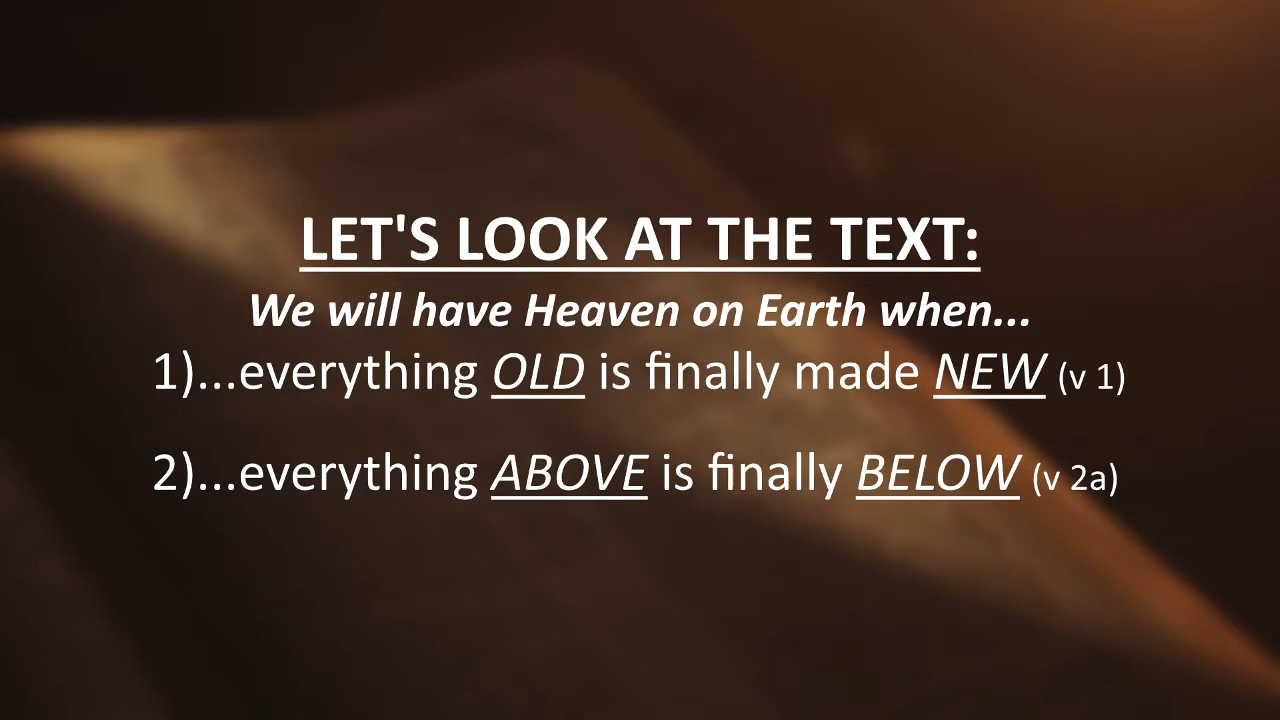 LET'S LOOK AT THE TEXT:
We will have Heaven on Earth when...
1)...everything OLD is finally made NEW (v 1)
2)...everything ABOVE is finally BELOW (v 2a)